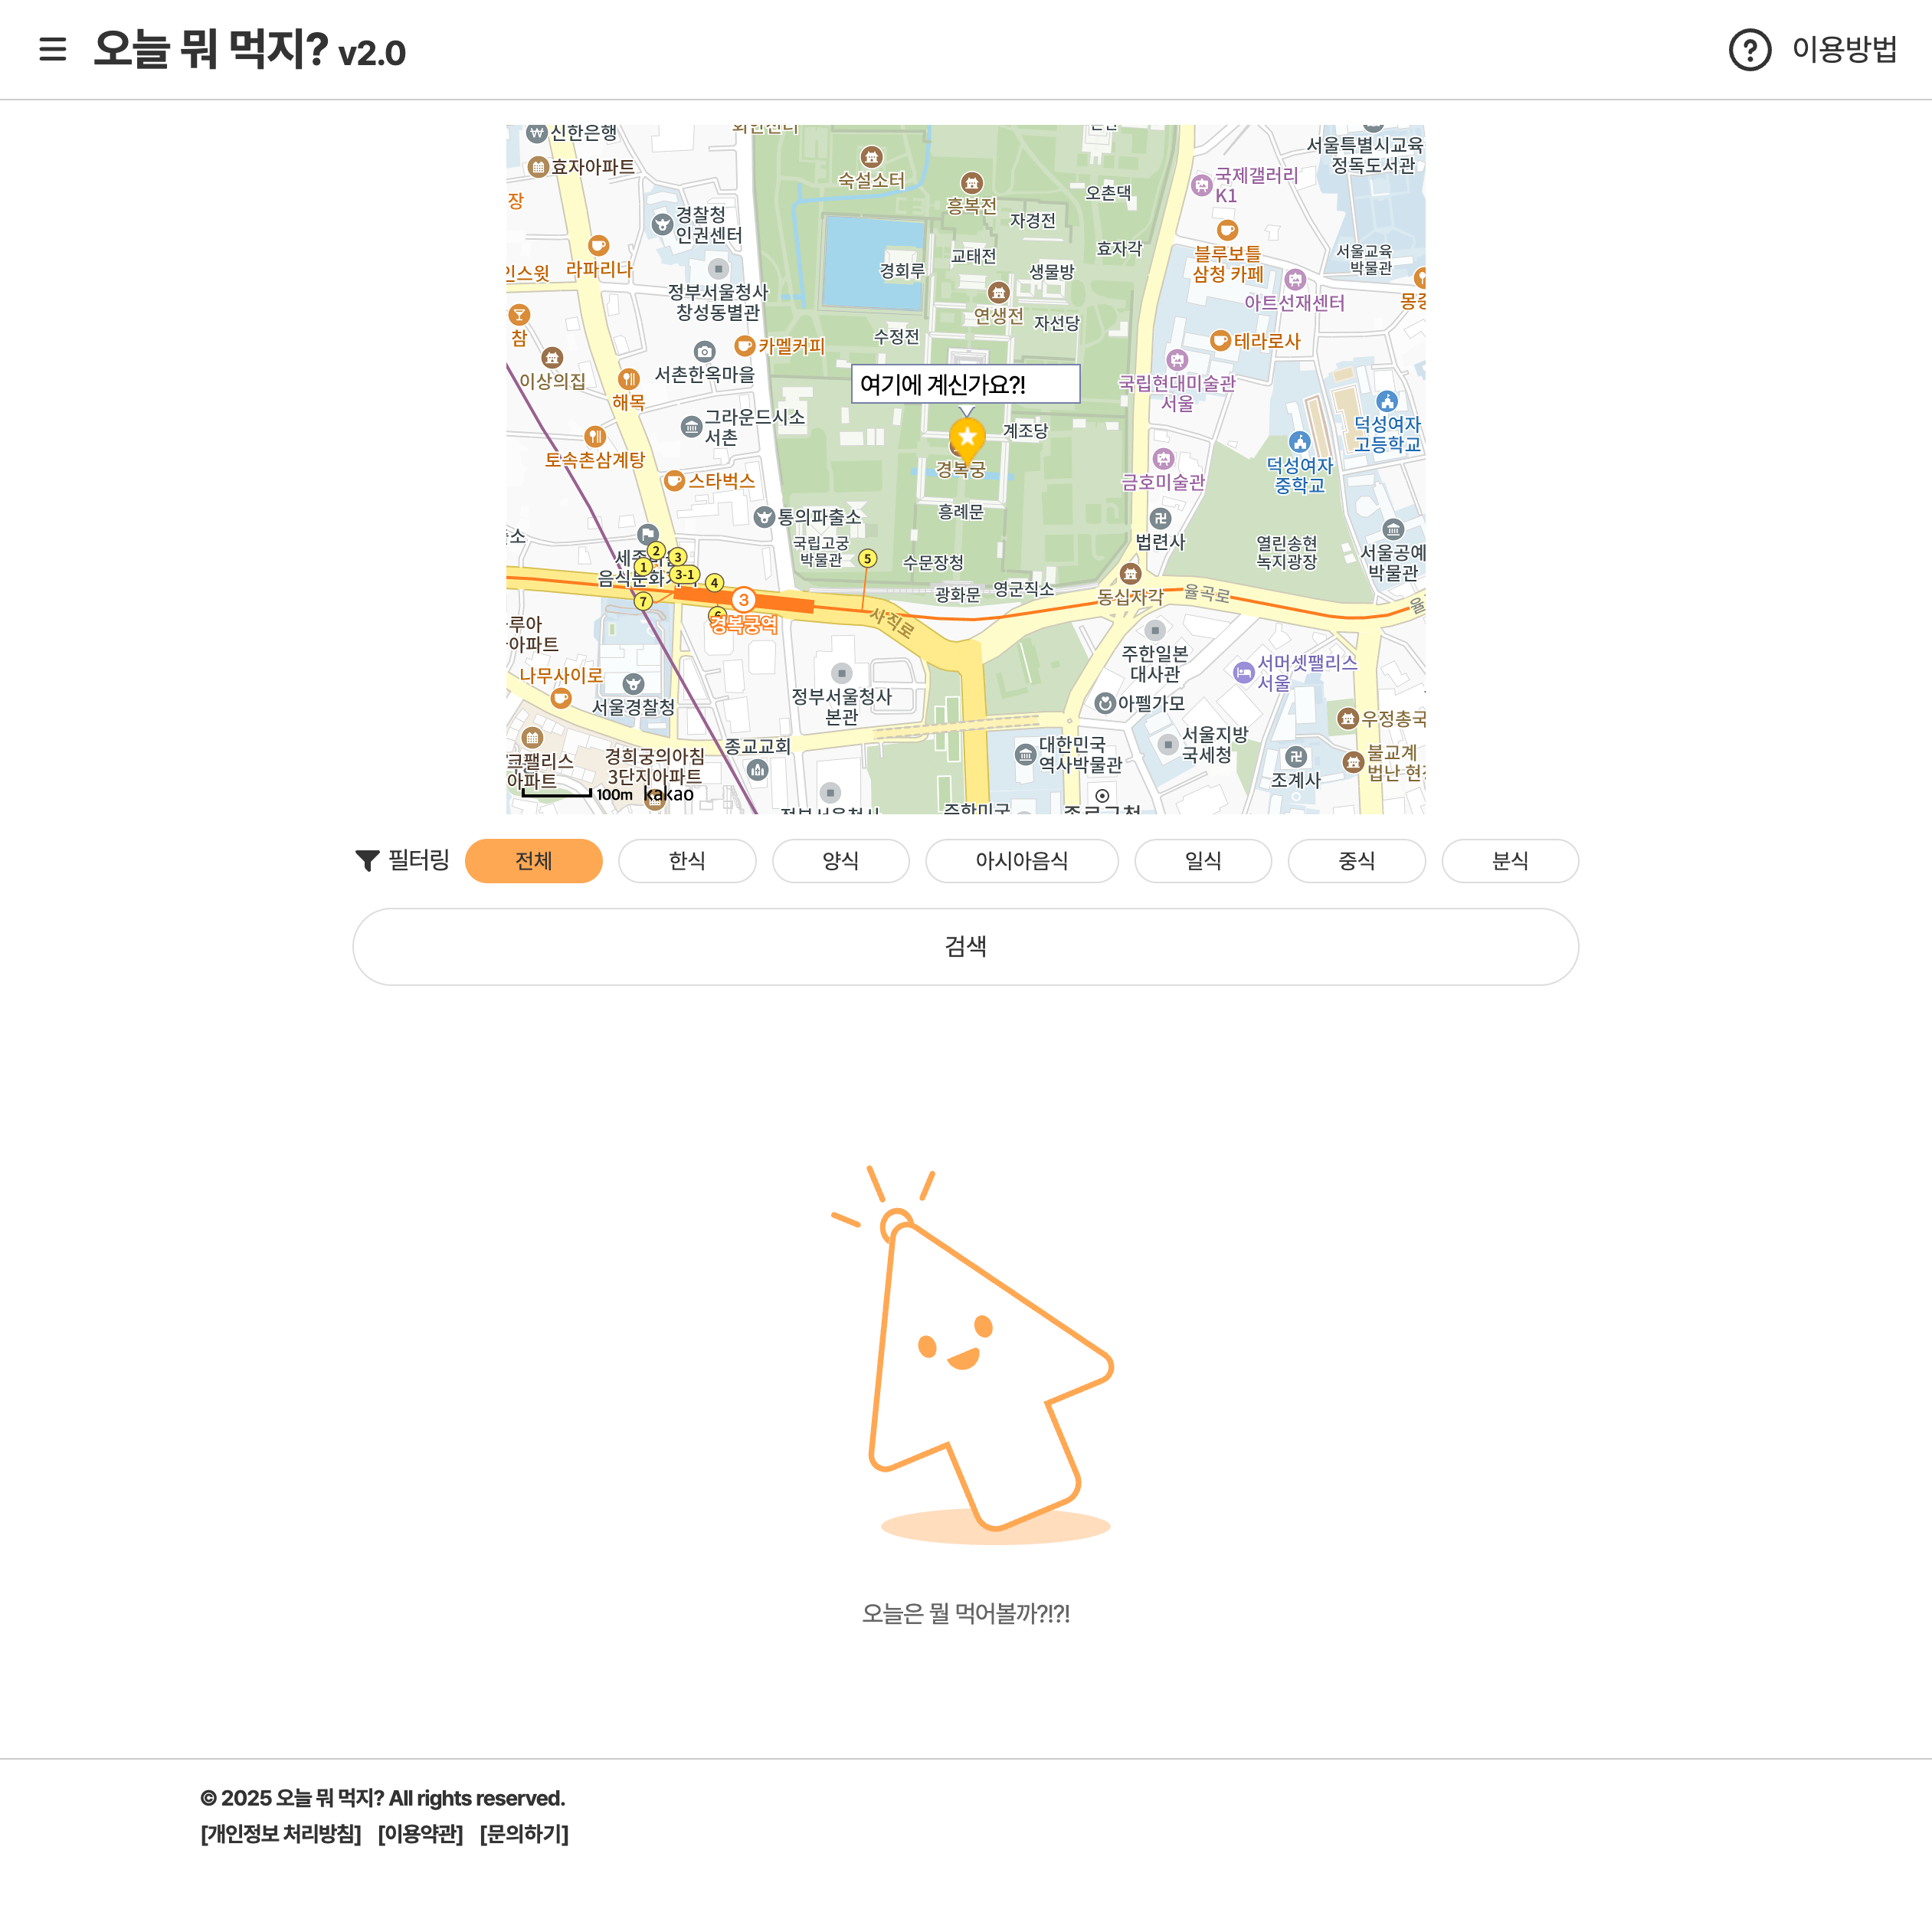 오늘 뭐 먹지? v2.0
이용방법
신한은행
효자아파트
장
경찰청
인권센터
라파리나
인스윗
정부서울청사
창성동별관
참
카멜커피
이상의집
서촌한옥마을
해목
그라운드시소
서촌
토속촌삼계탕
스타벅스
통의파출소
숙설소터
흥복전
오촌댁
자경전
효자각
교태전
경회루
생물방
연생전
자선당
수정전
여기에 계신가요?!
계조당
경복궁
흥례문
국립고궁
박물관
수문장청
영군직소
광화문
국제갤러리
K1
서울특별시교육
정독도서관
블루보틀
삼청 카페
서울교육
박물관
아트선재센터
테라로사
국립현대미술관
서울
덕성여자
고등학교
덕성여자
중학교
금호미술관
법련사
열린송현
녹지광장
서울공예
박물관
동십자각
율곡로
2
3
1
3-1
4
5
7
6
3
경복궁역
사직로
루아
아파트
나무사이로
서울경찰청
정부서울청사
본관
주한일본
대사관
서머셋팰리스
서울
아펠가모
우정총국
종교교회
대한민국
역사박물관
서울지방
국세청
조계사
불교계
법난
경희궁의아침
3단지아파트
팰리스
아파트
100m kakao
필터링
전체
한식
양식
아시아음식
일식
중식
분식
검색
오늘은 뭘 먹어볼까?!?!
© 2025 오늘 뭐 먹지? All rights reserved.
[개인정보 처리방침] [이용약관] [문의하기]